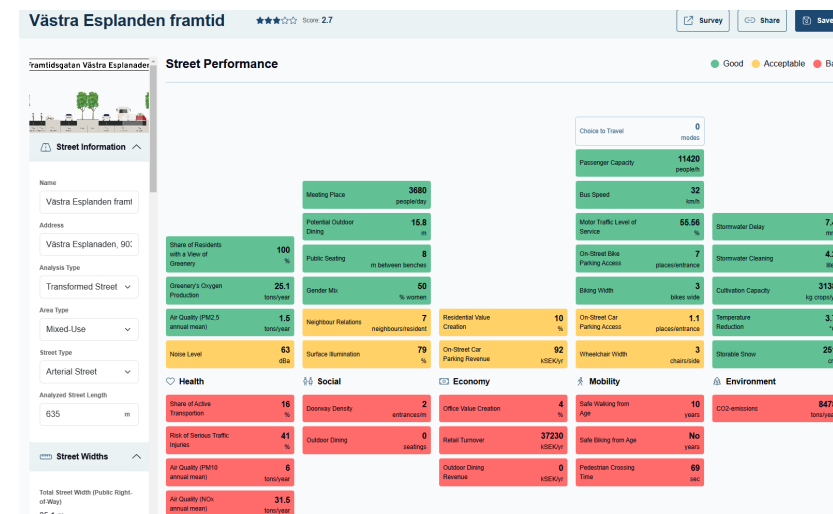 Västra Esplanden framtid
Score: 2.7
Survey
Share
Save
Framtidsgatan Västra Esplanaden
Street Performance
Good
Acceptable
Street Information
Name
Västra Esplanden framt
Address
Västra Esplanaden, 90
Analysis Type
Transformed Street
Area Type
Mixed-Use
Street Type
Arterial Street
Analyzed Street Length
635 m
Street Widths
Total Street Width (Public Right-
of-Way)
Share of Residents
with a View of
Greenery
100
%
Greenery's Oxygen
Production
25.1
tons/year
Air Quality (PM2.5
annual mean)
1.5
tons/year
Noise Level
63
dBa
Health
Share of Active
Transportion
16
%
Risk of Serious Traffic
Injuries
41
%
Air Quality (PM10
annual mean)
6
tons/year
Air Quality (NOx
annual mean)
31.5
tons/year
Meeting Place
3680
people/day
Potential Outdoor
Dining
15.8
m
Public Seating
8
m between benches
Gender Mix
50
% women
Neighbour Relations
7
neighbours/resident
Surface Illumination
79
%
Social
Doorway Density
2
entrances/m
Outdoor Dining
0
seatings
Residential Value
Creation
10
%
On-Street Car
Parking Revenue
92
kSEK/yr
Economy
Office Value Creation
4
%
Retail Turnover
37230
kSEK/yr
Outdoor Dining
Revenue
0
kSEK/yr
Choice to Travel
0
modes
Passenger Capacity
11420
people/h
Bus Speed
32
km/h
Motor Traffic Level of
Service
55.56
%
On-Street Bike
Parking Access
7
places/entrance
Biking Width
3
bikes wide
On-Street Car
Parking Access
1.1
places/entrance
Wheelchair Width
3
chairs/side
Mobility
Safe Walking from
Age
10
years
Safe Biking from Age
No
years
Pedestrian Crossing
Time
69
sec
Stormwater Delay
Stormwater Cleaning
Cultivation Capacity
kg crops/y
Temperature
Reduction
Storable Snow
Environment
CO2-emissions
tons/yea